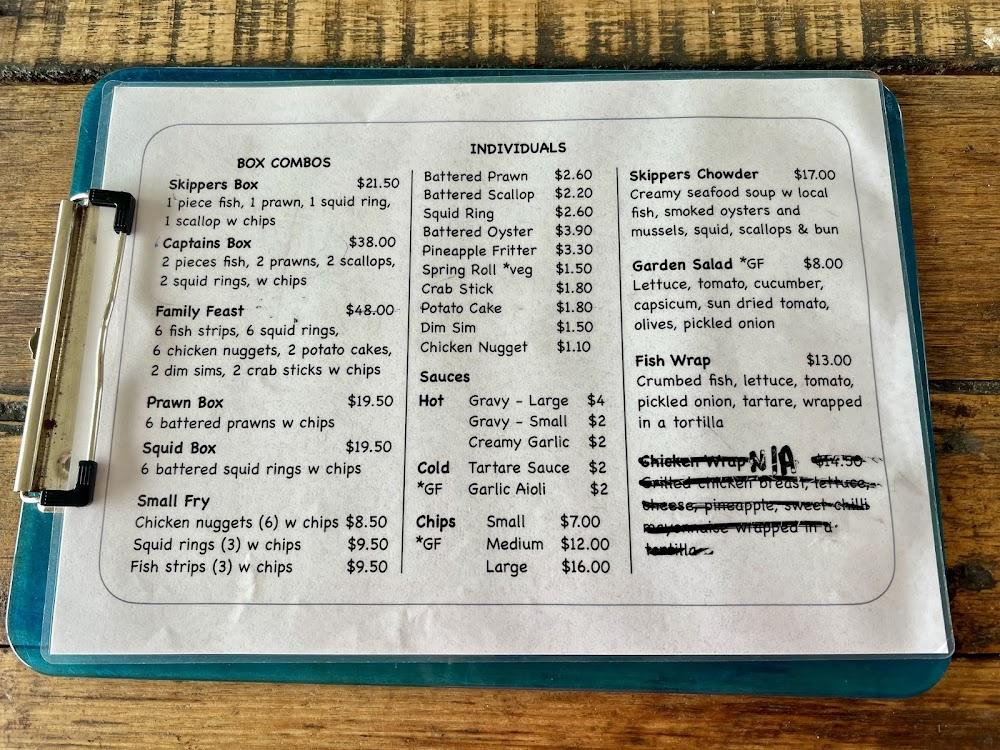 BOX COMBOS
Skippers Box $21.50
1 piece fish, 1 prawn, 1 squid ring,
1 scallop w chips
Captains Box $38.00
2 pieces fish, 2 prawns, 2 scallops,
2 squid rings, w chips
Family Feast $48.00
6 fish strips, 6 squid rings,
6 chicken nuggets, 2 potato cakes,
2 dim sims, 2 crab sticks w chips
Prawn Box $19.50
6 battered prawns w chips
Squid Box $19.50
6 battered squid rings w chips
Small Fry
Chicken nuggets (6) w chips $8.50
Squid rings (3) w chips $9.50
Fish strips (3) w chips $9.50
INDIVIDUALS
Battered Prawn $2.60
Battered Scallop $2.20
Squid Ring $2.60
Battered Oyster $3.90
Pineapple Fritter $3.30
Spring Roll *veg $1.50
Crab Stick $1.80
Potato Cake $1.80
Dim Sim $1.50
Chicken Nugget $1.10
Sauces
Hot Gravy - Large $4
Gravy - Small $2
Creamy Garlic $2
Cold Tartare Sauce $2
*GF Garlic Aioli $2
Chips Small $7.00
*GF Medium $12.00
Large $16.00
Skippers Chowder $17.00
Creamy seafood soup w local
fish, smoked oysters and
mussels, squid, scallops & bun
Garden Salad *GF $8.00
Lettuce, tomato, cucumber,
capsicum, sun dried tomato,
olives, pickled onion
Fish Wrap $13.00
Crumbed fish, lettuce, tomato,
pickled onion, tartare, wrapped
in a tortilla
Chicken Wrap N/A $14.50
Grilled chicken breast, lettuce,
cheese, pineapple, sweet chilli
mayonnaise wrapped in a
tortilla